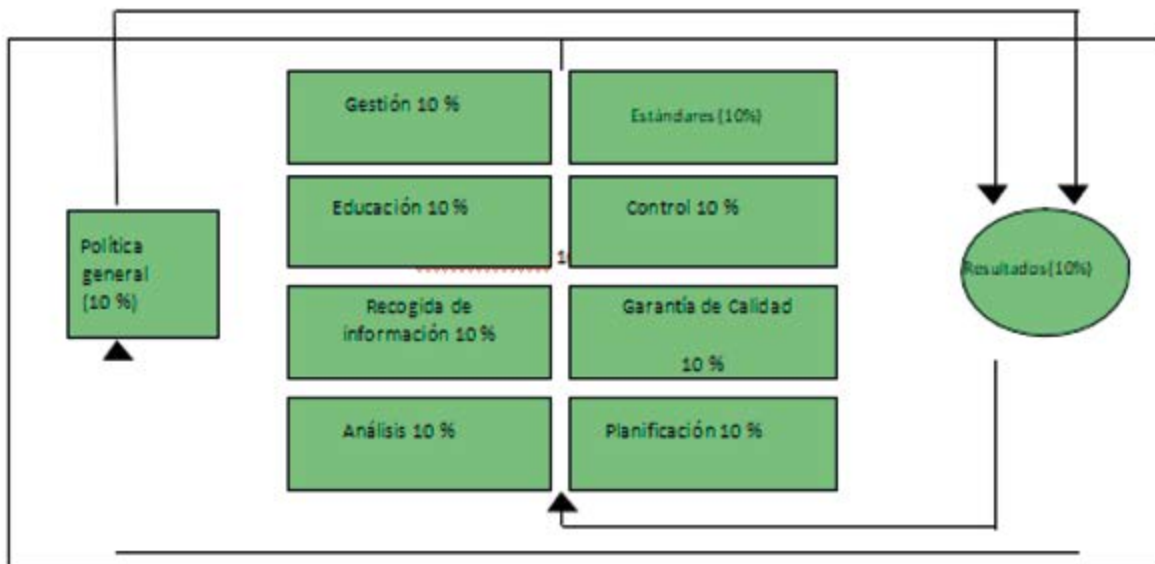 Gestión 10 %
Estándares (10%)
Educación 10 %
Control 10 %
Política
general
(10 %)
Resultados (10%)
Recogida de
información 10 %
Garantía de Calidad
10 %
Análisis 10 %
Planificación 10 %